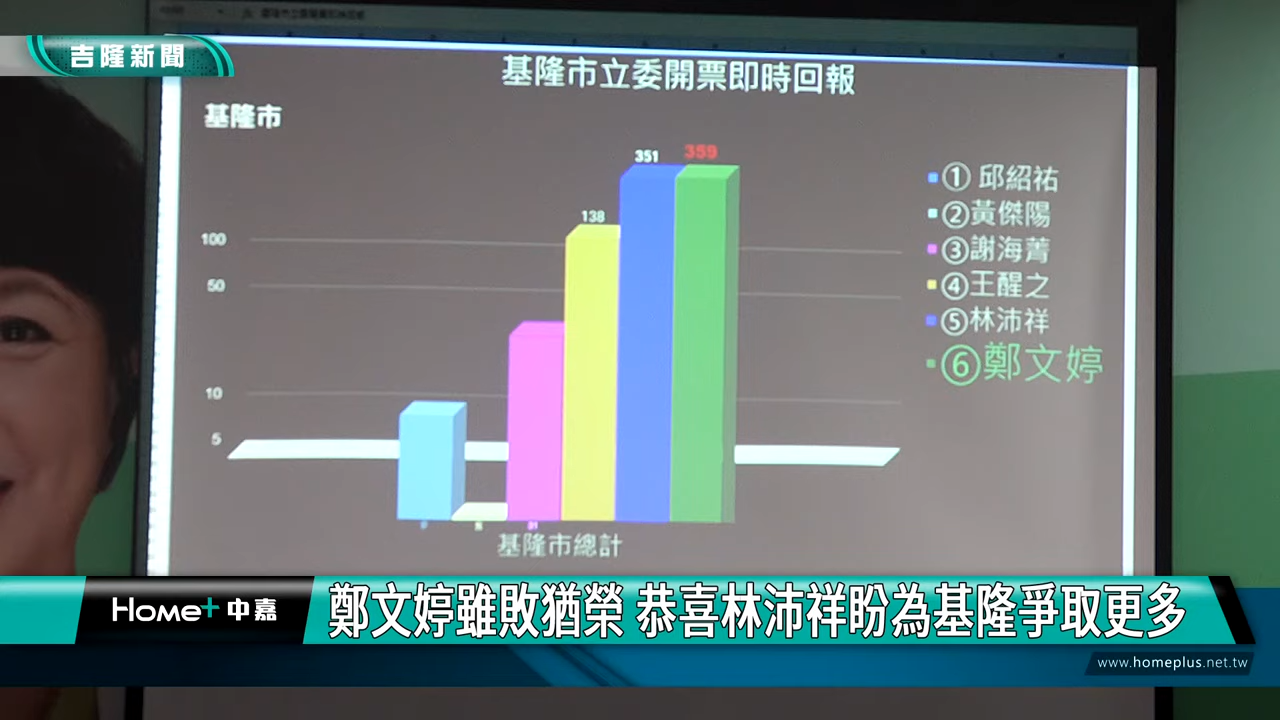 吉隆新聞
基隆市立委開票即時回報
基隆市
351
359
138
100
50
10
5
31
基隆市總計
① 邱紹祐
②黃傑陽
③謝海菁
④王醒之
⑤林沛祥
⑥鄭文婷
Home+ 中嘉
鄭文婷雖敗猶榮 恭喜林沛祥盼為基隆爭取更多
www.homeplus.net.tw